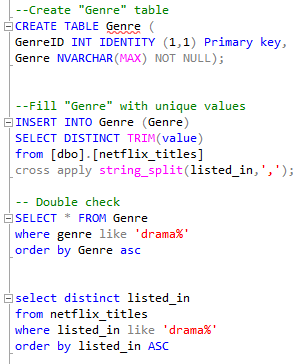 --Create "Genre" table
CREATE TABLE Genre (
GenreID INT IDENTITY (1,1) Primary key,
Genre NVARCHAR(MAX) NOT NULL);
--Fill "Genre" with unique values
INSERT INTO Genre (Genre)
SELECT DISTINCT TRIM(value)
from [dbo].[netflix_titles]
cross apply string_split(listed_in,',');
-- Double check
SELECT * FROM Genre
where genre like 'drama%'
order by Genre asc
select distinct listed_in
from netflix_titles
where listed_in like 'drama%'
order by listed_in ASC